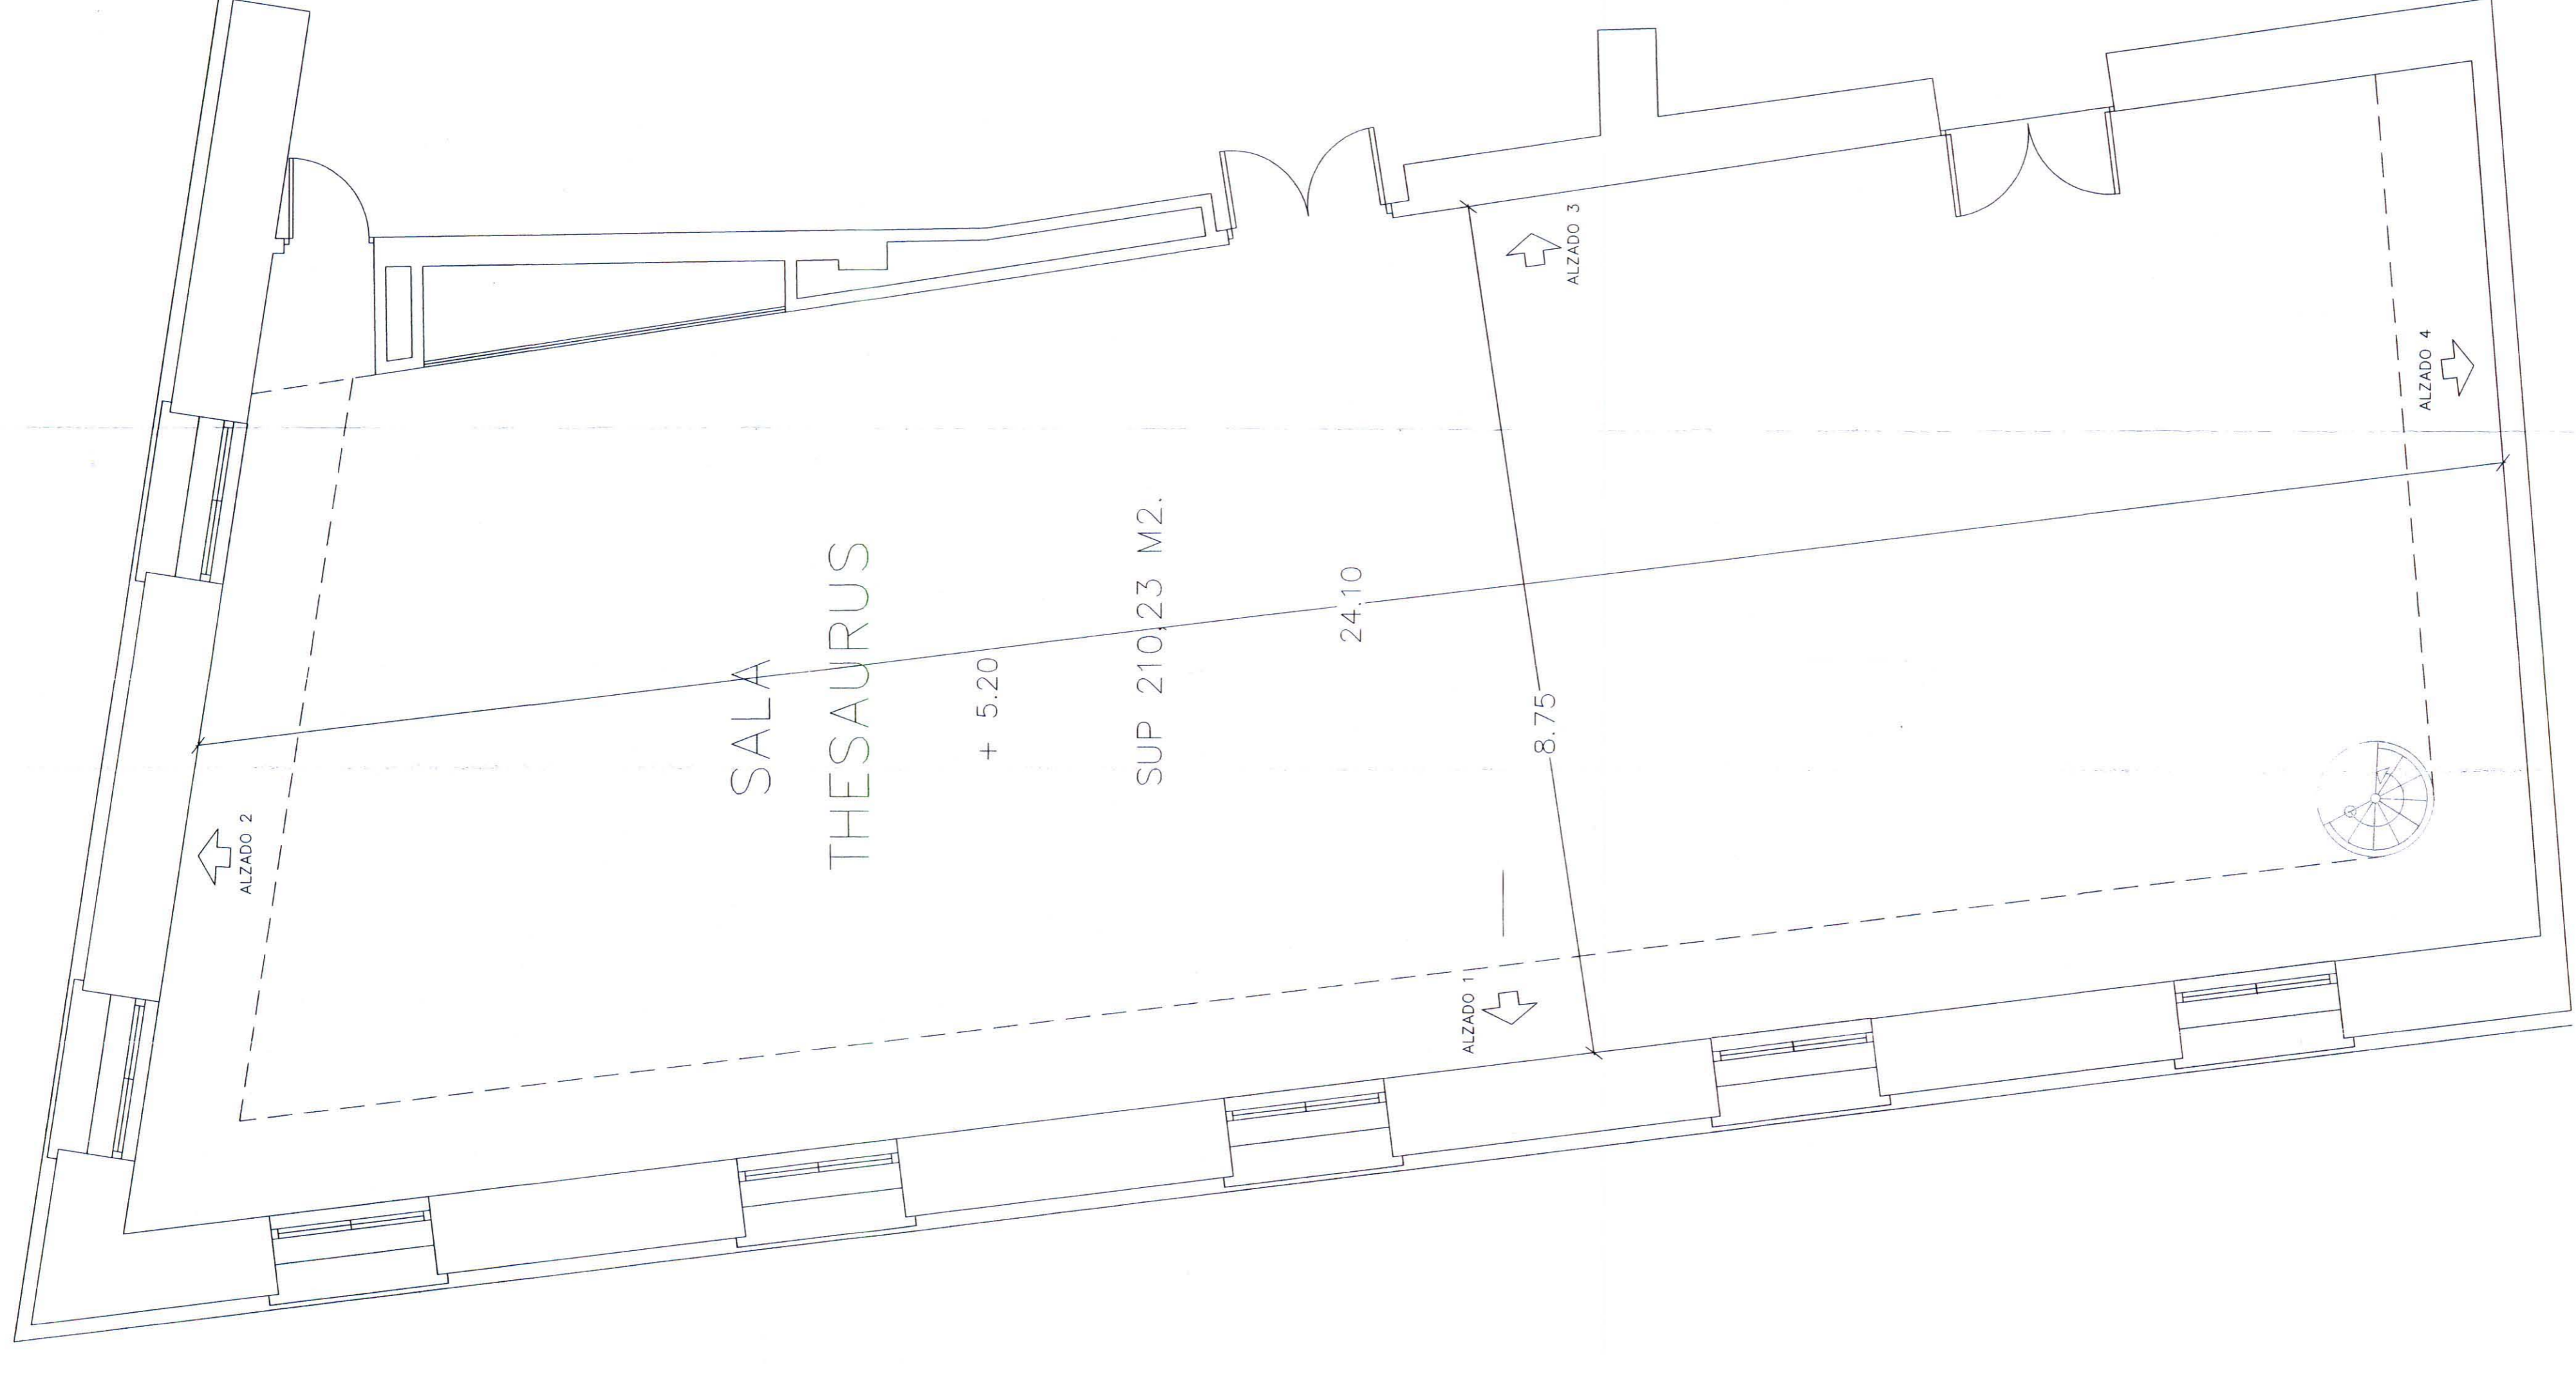 SALA
THESAURUS
+ 5.20
SUP 210,23 M2.
24.10
8.75
ALZADO 1
ALZADO 2
ALZADO 3
ALZADO 4